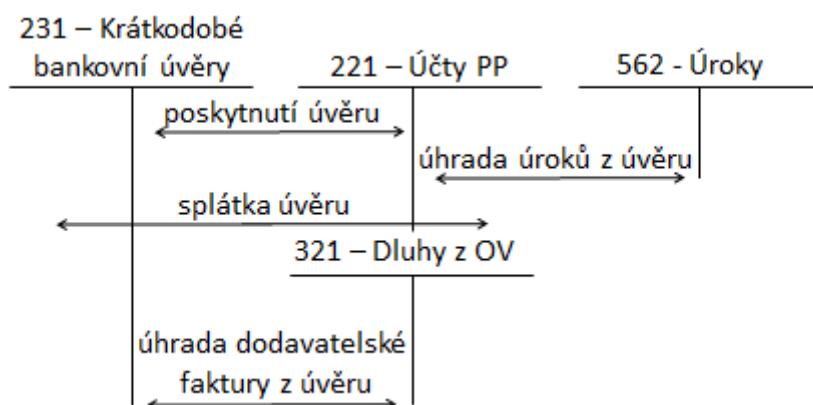 231 – Krátkodobé
bankovní úvěry
221 – Účty PP
562 - Úroky
poskytnutí úvěru
úhrada úroků z úvěru
splátka úvěru
321 – Dluhy z OV
úhrada dodavatelské
faktury z úvěru